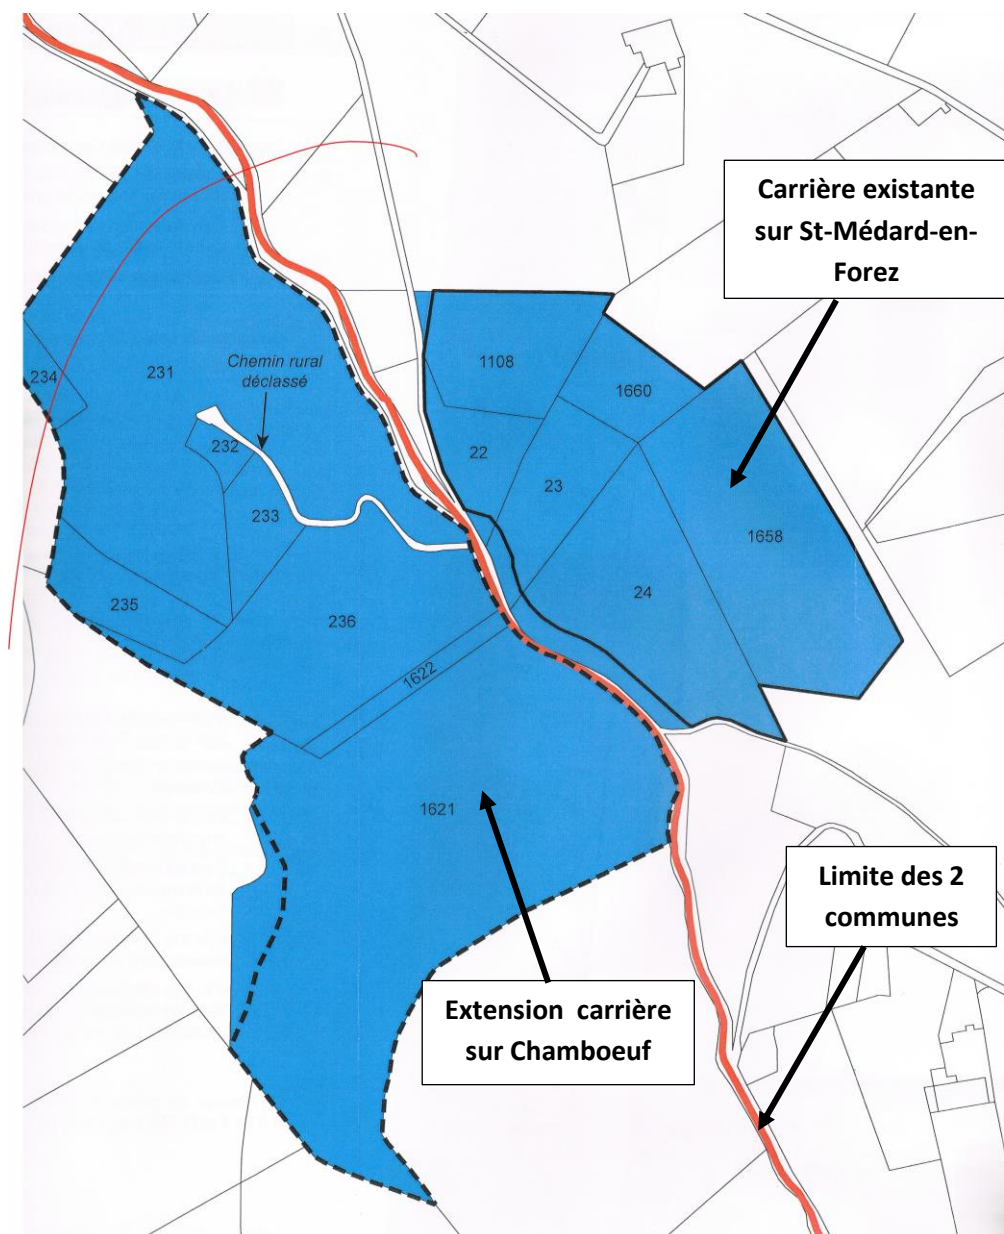 Carrière existante
sur St-Médard-en-
Forez
1108
1660
234
231
Chemin rural
déclassé
232
22
23
233
1658
24
235
236
1622
1621
Limite des 2
communes
Extension carrière
sur Chamboeuf